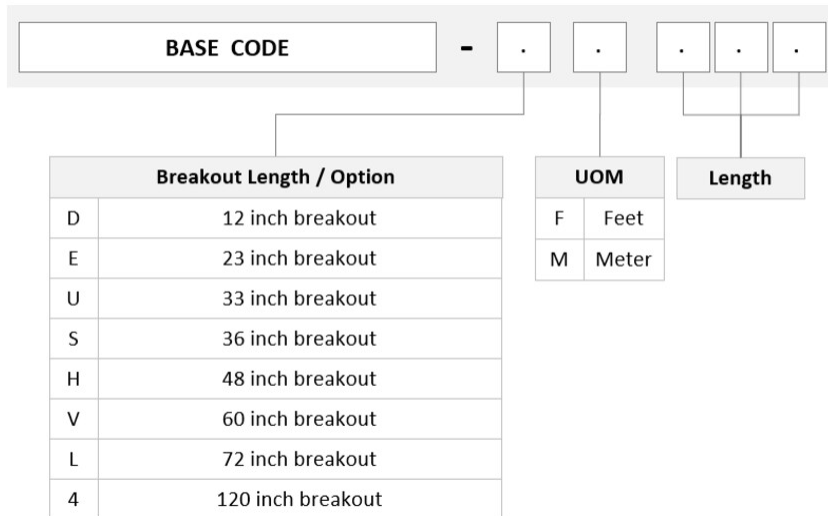 BASE CODE - . . . . .
Breakout Length / Option UOM Length
D 12 inch breakout F Feet
E 23 inch breakout M Meter
U 33 inch breakout
S 36 inch breakout
H 48 inch breakout
V 60 inch breakout
L 72 inch breakout
4 120 inch breakout